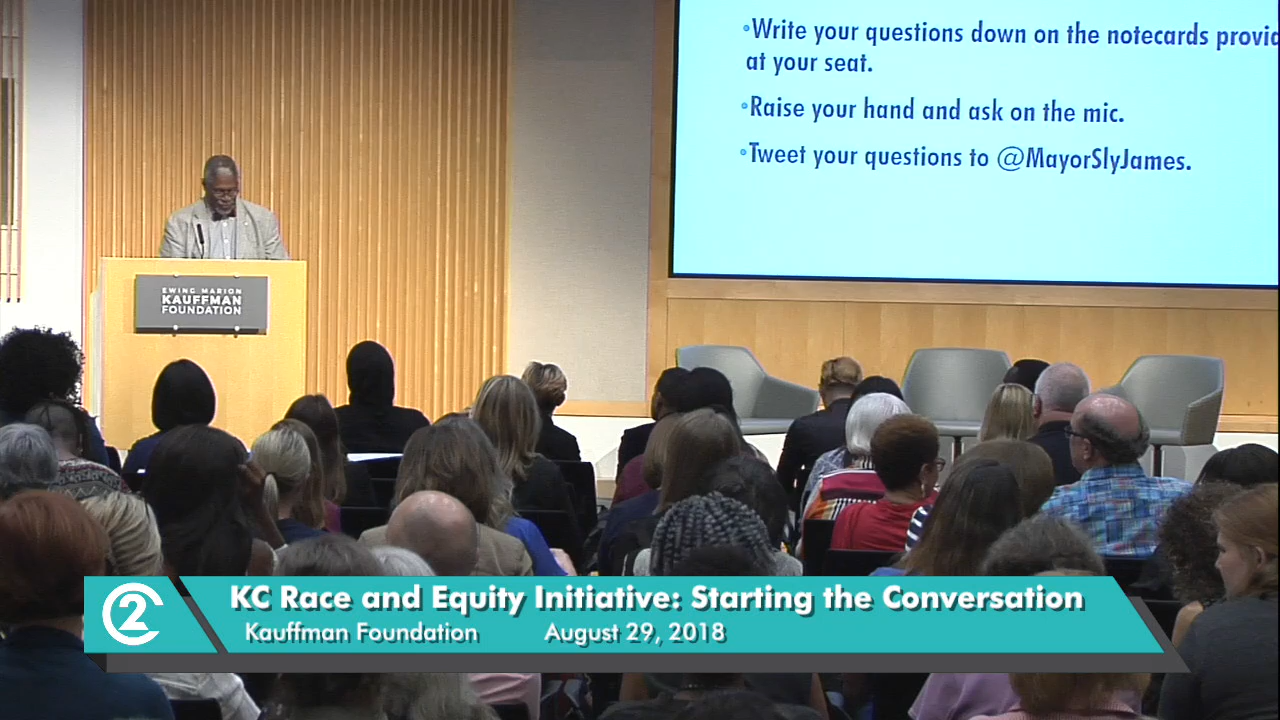 •Write your questions down on the notecards provid
at your seat.
•Raise your hand and ask on the mic.
•Tweet your questions to @MayorSlyJames.
EWING MARION
KAUFFMAN
FOUNDATION
2
KC Race and Equity Initiative: Starting the Conversation
Kauffman Foundation August 29, 2018